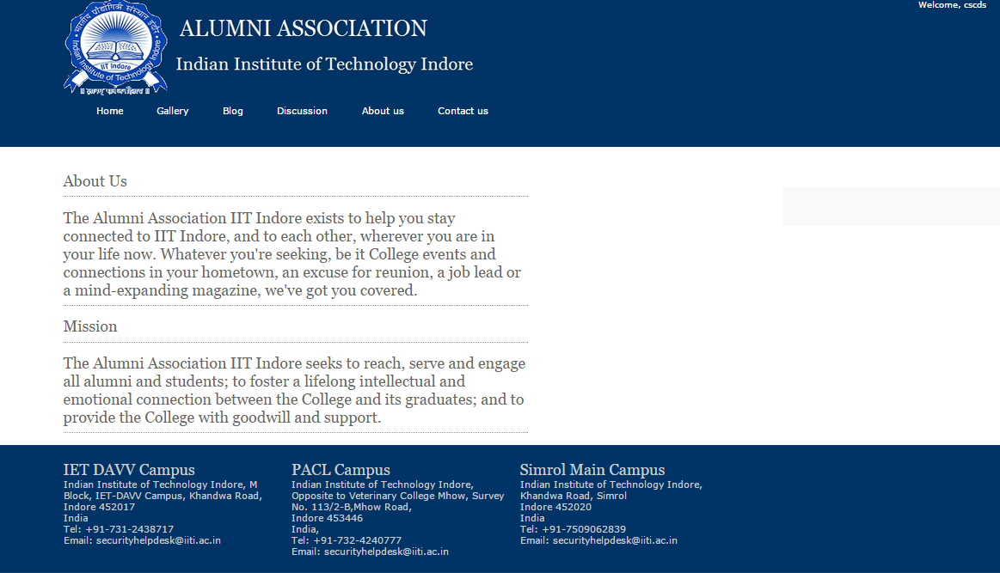 Welcome, cscds
ALUMNI ASSOCIATION
Indian Institute of Technology Indore
भारतीय प्रौद्योगिकी संस्थान इंदौर
IIT Indore
Indian Institute of Technology Indore
Home Gallery Blog Discussion About us Contact us
About Us
The Alumni Association IIT Indore exists to help you stay
connected to IIT Indore, and to each other, wherever you are in
your life now. Whatever you're seeking, be it College events and
connections in your hometown, an excuse for reunion, a job lead or
a mind-expanding magazine, we've got you covered.
Mission
The Alumni Association IIT Indore seeks to reach, serve and engage
all alumni and students; to foster a lifelong intellectual and
emotional connection between the College and its graduates; and to
provide the College with goodwill and support.
IET DAVV Campus
Indian Institute of Technology Indore, M
Block, IET-DAVV Campus, Khandwa Road,
Indore 452017
India
Tel: +91-731-2438717
Email: securityhelpdesk@iiti.ac.in
PACL Campus
Indian Institute of Technology Indore,
Opposite to Veterinary College Mhow, Survey
No. 113/2-B,Mhow Road,
Indore 453446
India,
Tel: +91-732-4240777
Email: securityhelpdesk@iiti.ac.in
Simrol Main Campus
Indian Institute of Technology Indore,
Khandwa Road, Simrol
Indore 452020
India
Tel: +91-7509062839
Email: securityhelpdesk@iiti.ac.in